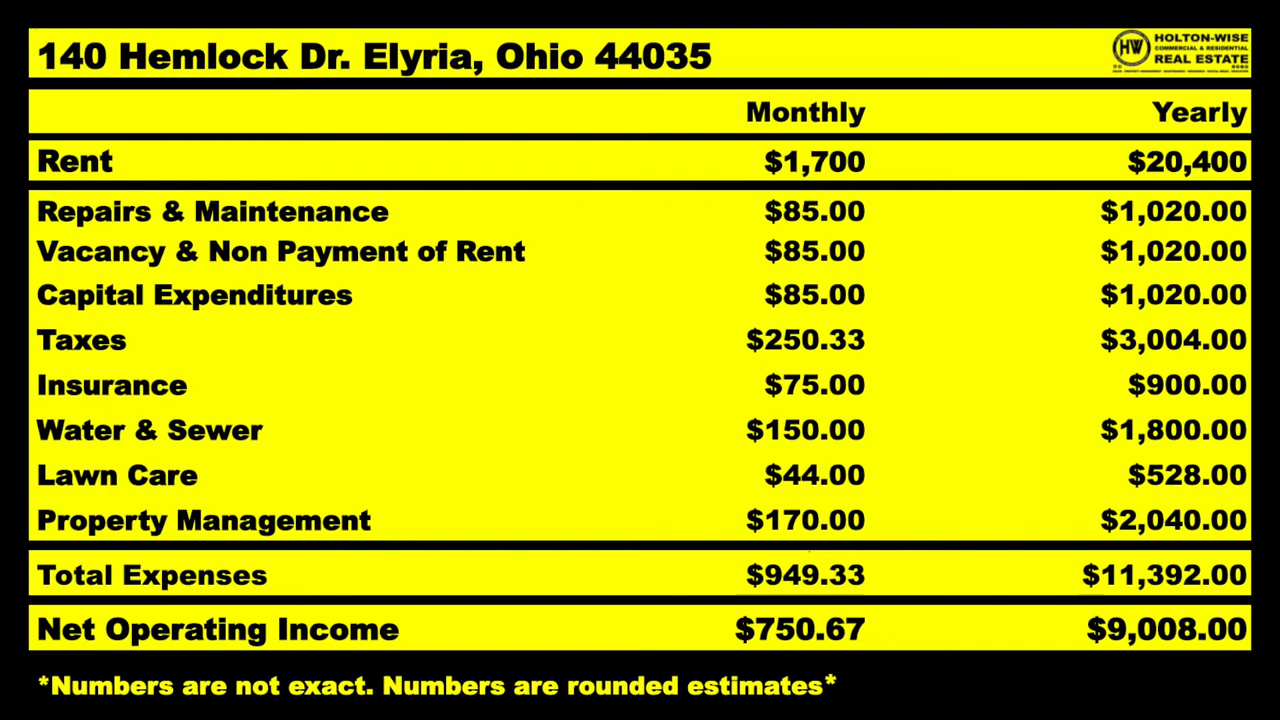 140 Hemlock Dr. Elyria, Ohio 44035
HOLTON-WISE
COMMERCIAL & RESIDENTIAL
REAL ESTATE
HW
Monthly Yearly
Rent $1,700 $20,400
Repairs & Maintenance $85.00 $1,020.00
Vacancy & Non Payment of Rent $85.00 $1,020.00
Capital Expenditures $85.00 $1,020.00
Taxes $250.33 $3,004.00
Insurance $75.00 $900.00
Water & Sewer $150.00 $1,800.00
Lawn Care $44.00 $528.00
Property Management $170.00 $2,040.00
Total Expenses $949.33 $11,392.00
Net Operating Income $750.67 $9,008.00
*Numbers are not exact. Numbers are rounded estimates*